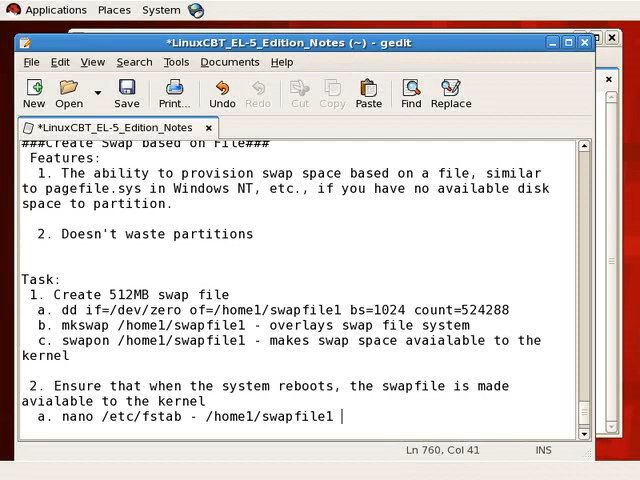 Applications Places System
*LinuxCBT_EL-5_Edition_Notes (~) - gedit
File Edit View Search Tools Documents Help
New Open Save Print... Undo Redo Cut Copy Paste Find Replace
*LinuxCBT_EL-5_Edition_Notes
###Create Swap based on File###
Features:
1. The ability to provision swap space based on a file, similar
to pagefile.sys in Windows NT, etc., if you have no available disk
space to partition.
2. Doesn't waste partitions
Task:
1. Create 512MB swap file
a. dd if=/dev/zero of=/home1/swapfile1 bs=1024 count=524288
b. mkswap /home1/swapfile1 - overlays swap file system
c. swapon /home1/swapfile1 - makes swap space avaialable to the
kernel
2. Ensure that when the system reboots, the swapfile is made
avialable to the kernel
a. nano /etc/fstab - /home1/swapfile1
Ln 760, Col 41 INS